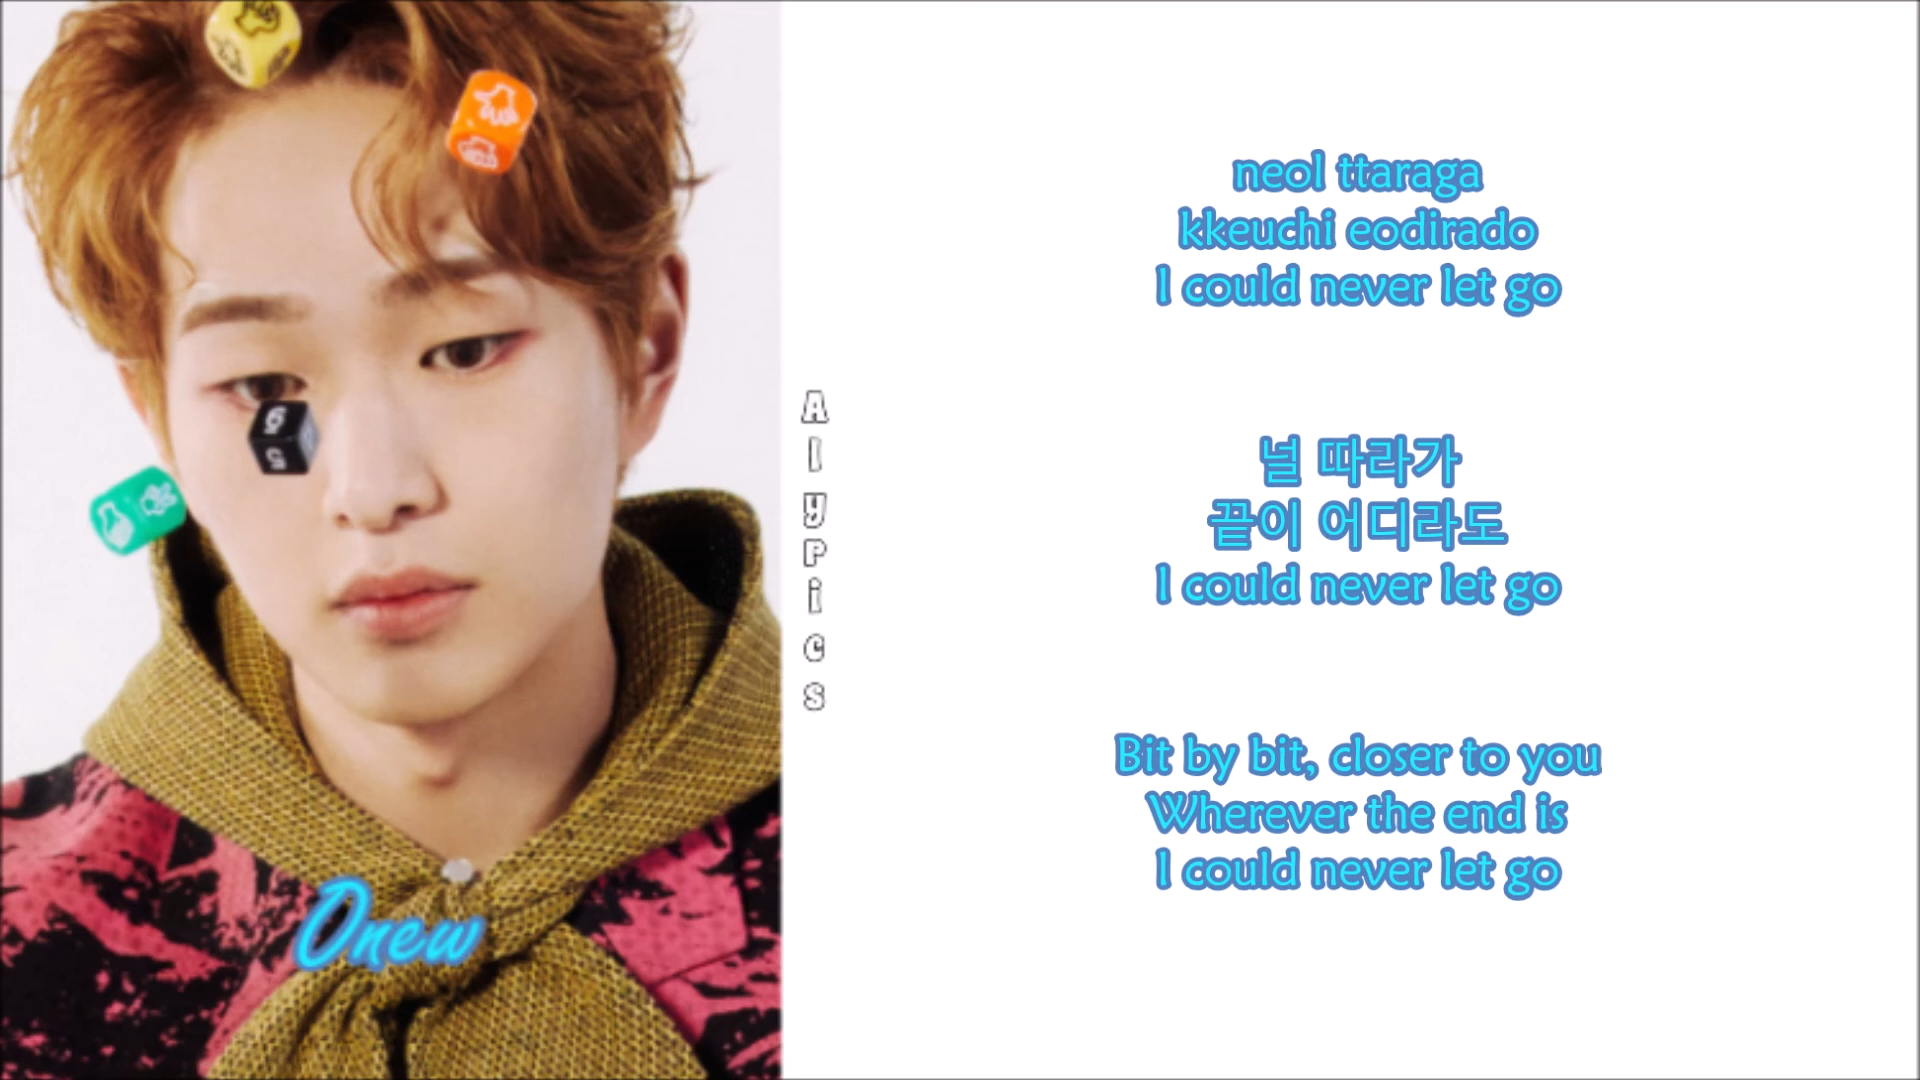 neol ttaraga
kkeuchi eodirado
I could never let go
널 따라가
끝이 어디라도
I could never let go
Bit by bit, closer to you
Wherever the end is
I could never let go
AlyPics
Onew